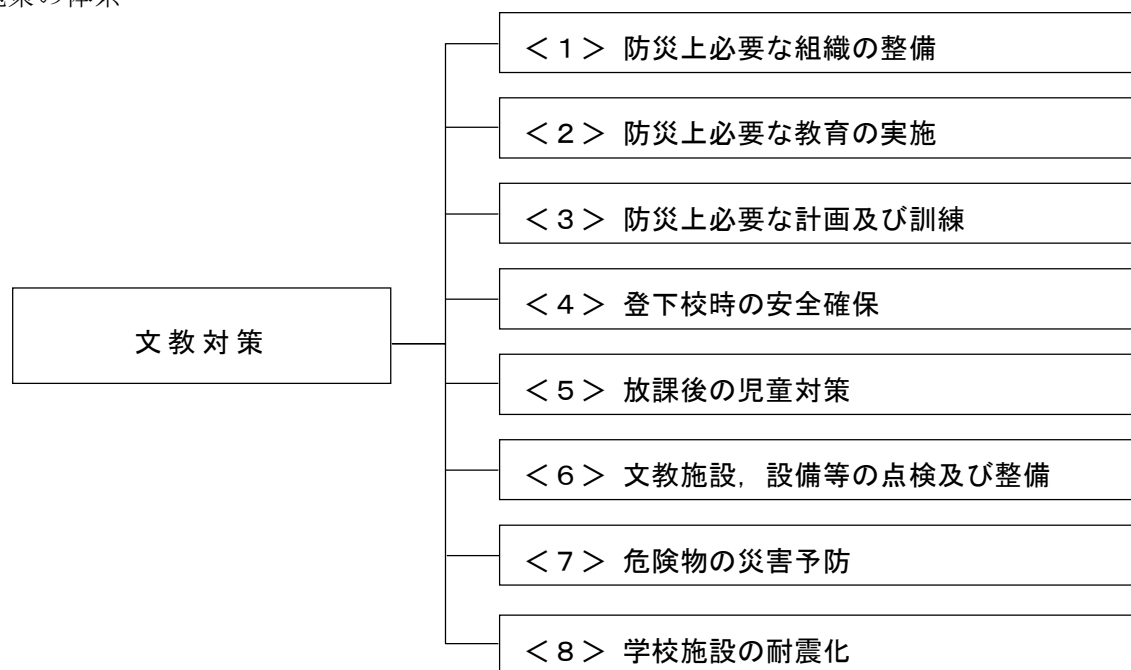 の体系
＜１＞ 防災上必要な組織の整備
＜２＞ 防災上必要な教育の実施
＜３＞ 防災上必要な計画及び訓練
＜４＞ 登下校時の安全確保
文教対策
＜５＞ 放課後の児童対策
＜６＞ 文教施設，設備等の点検及び整備
＜７＞ 危険物の災害予防
＜８＞ 学校施設の耐震化